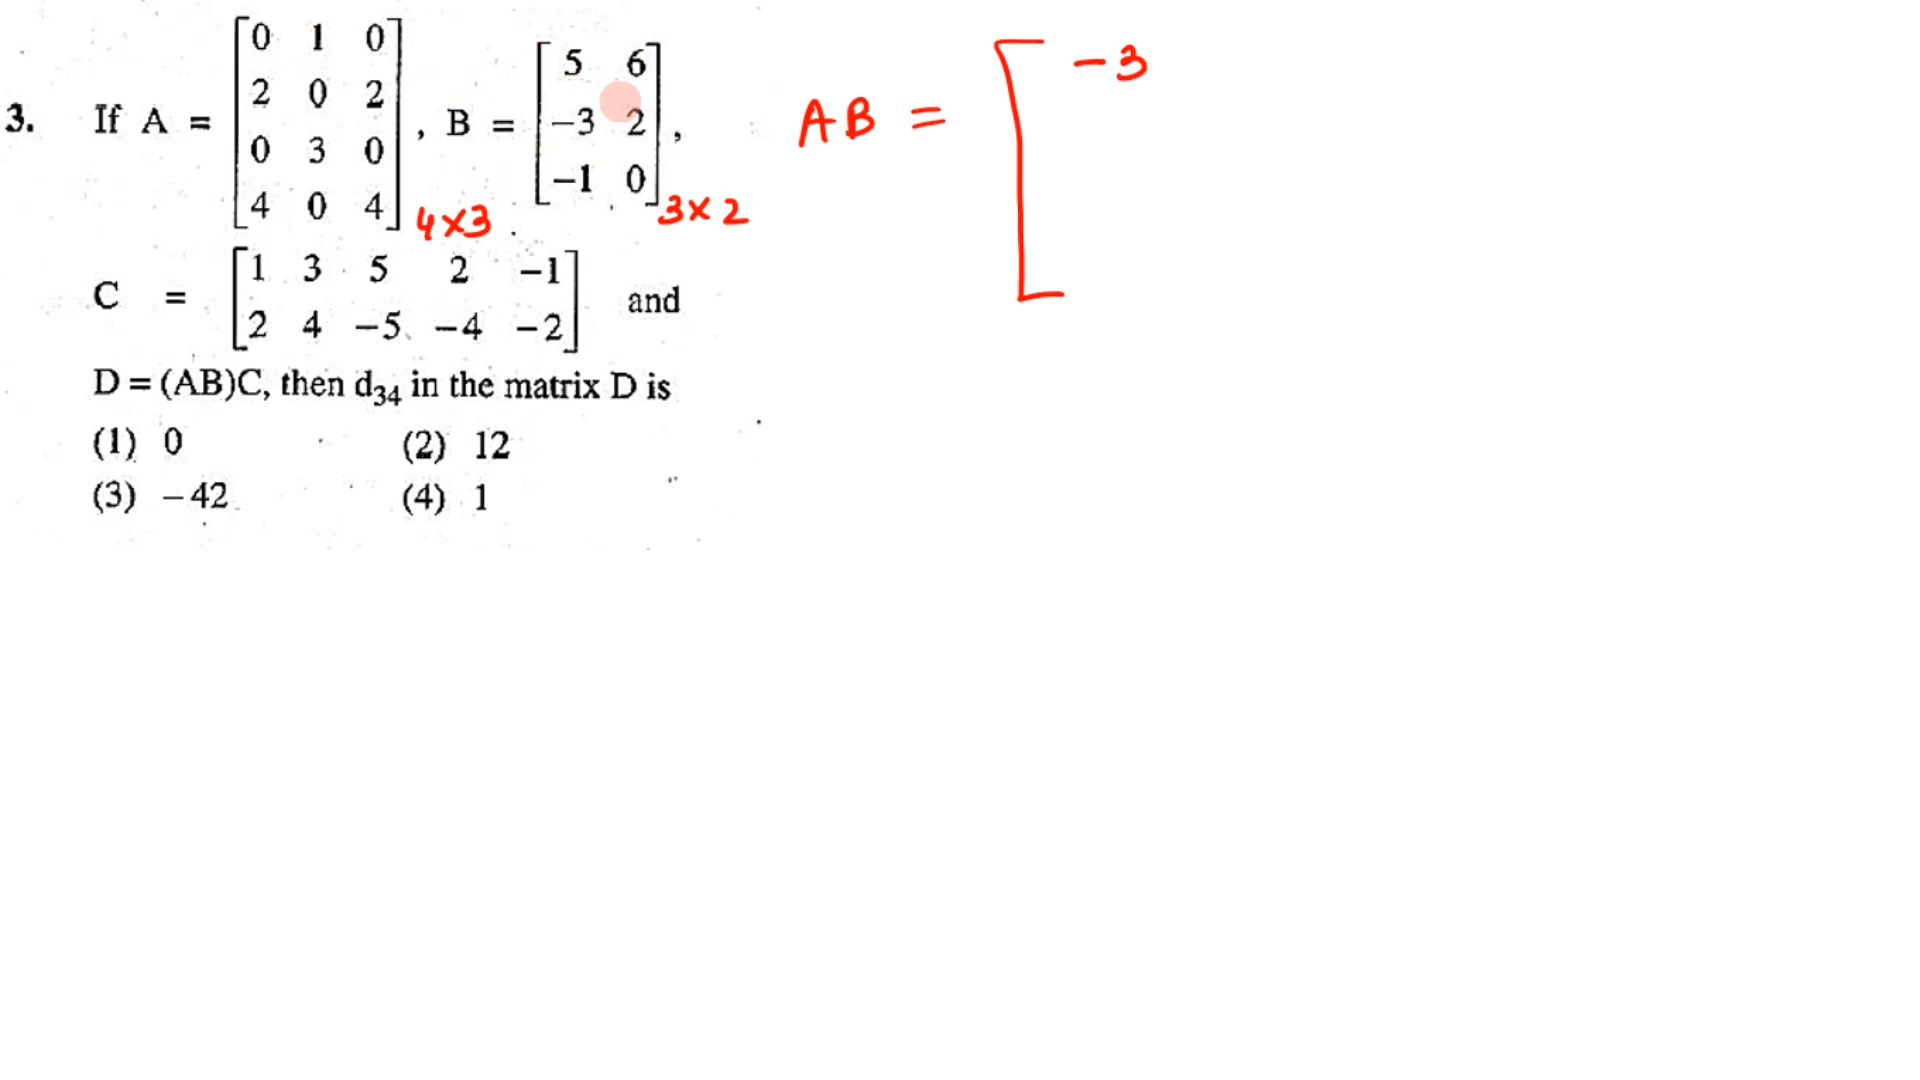 3. If A = [0 1 0
2 0 2
0 3 0
4 0 4] 4×3 , B = [5 6
-3 2
-1 0] 3×2 ,
C = [1 3 5 2 -1
2 4 -5 -4 -2] and
D = (AB)C, then d34 in the matrix D is
(1) 0 (2) 12
(3) -42 (4) 1
AB = [ -3